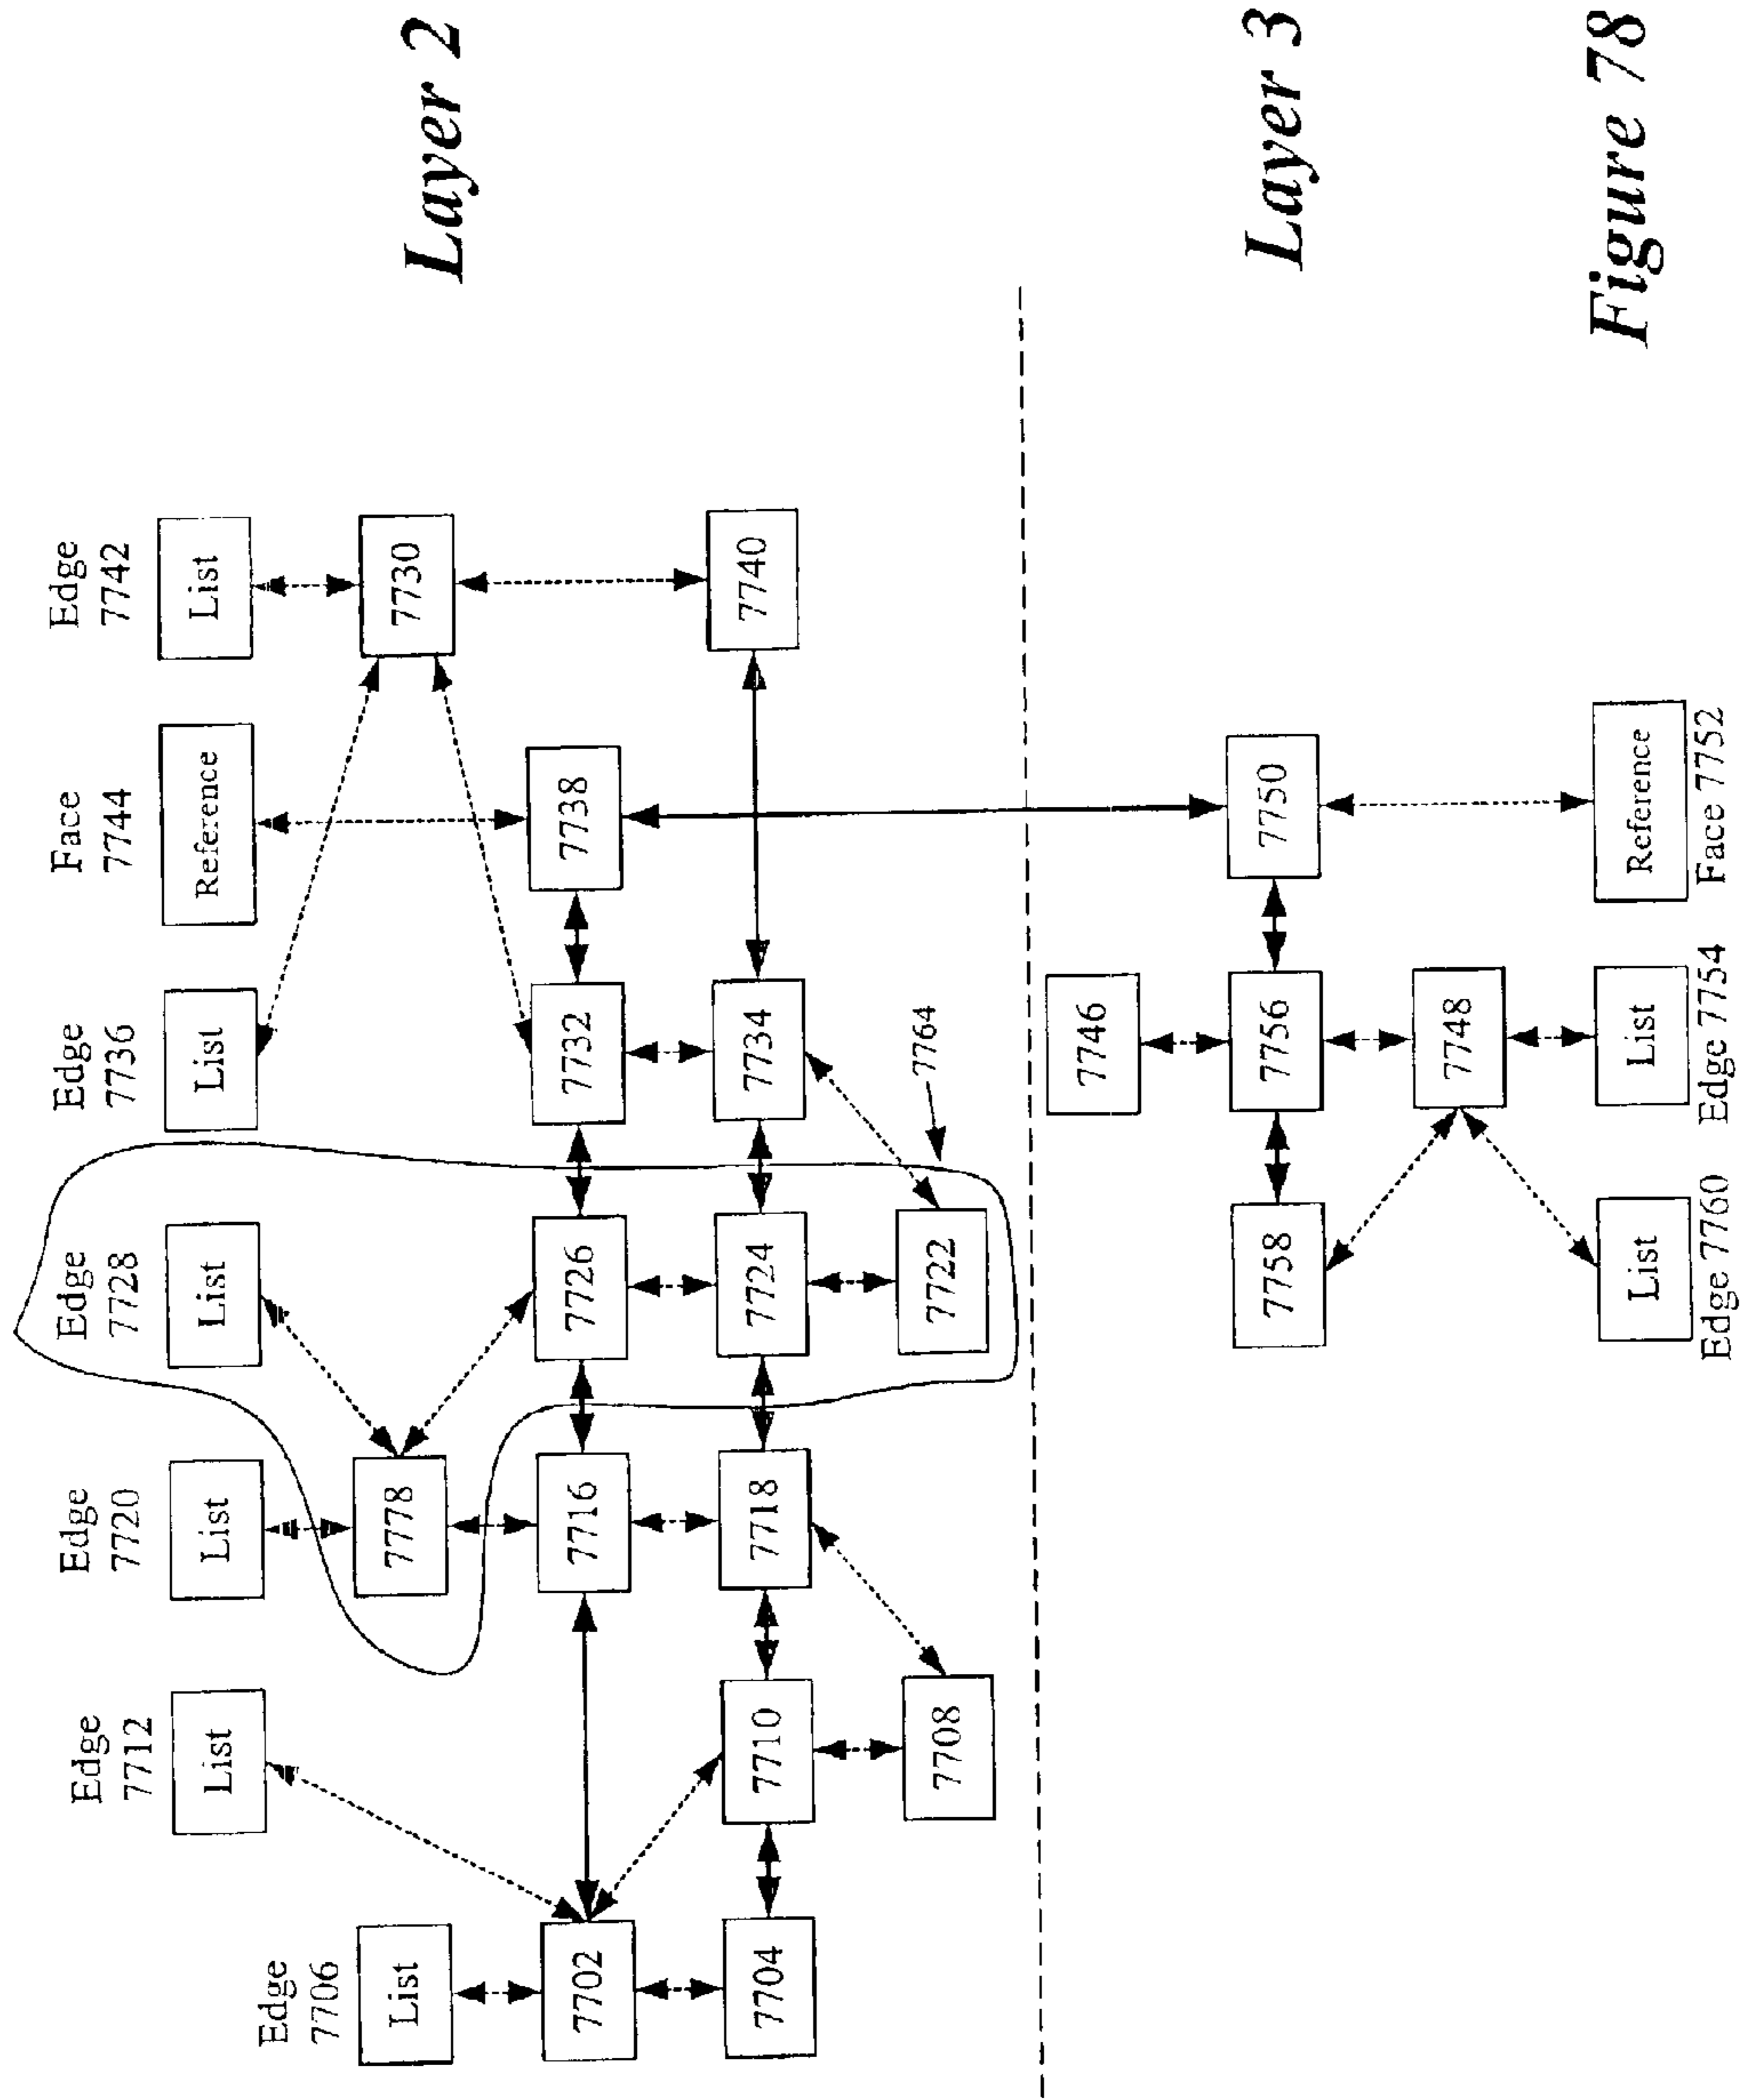 Edge
7742
List
7730
7740
Face
7744
Reference
7738
Edge
7736
List
7732
7734
7764
Edge
7728
List
7726
7724
7722
Edge
7720
List
7778
7716
7718
Edge
7712
List
7710
7708
Edge
7706
List
7702
7704
Layer 2
7746
7750
7756
7748
7758
Reference
Face 7752
List
Edge 7754
List
Edge 7760
Layer 3
Figure 78